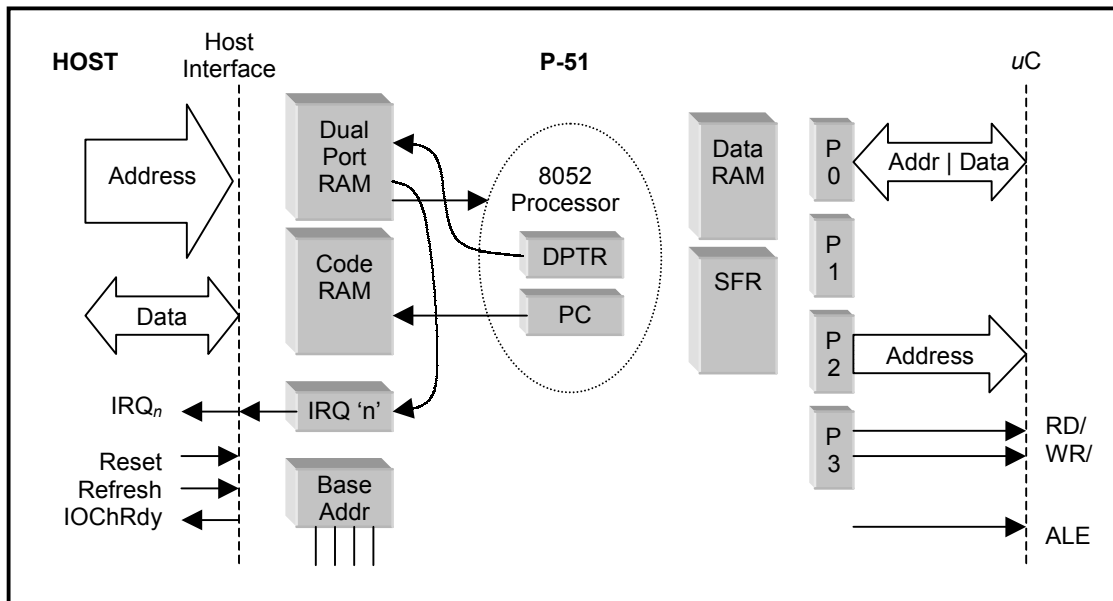 HOST
Host
Interface
P-51
uC
Address
Dual
Port
RAM
8052
Processor
DPTR
PC
Data
RAM
SFR
P
0
Addr | Data
P
1
Code
RAM
Data
P
2
Address
IRQn
IRQ ‘n’
P
3
RD/
WR/
Reset
Refresh
IOChRdy
Base
Addr
ALE